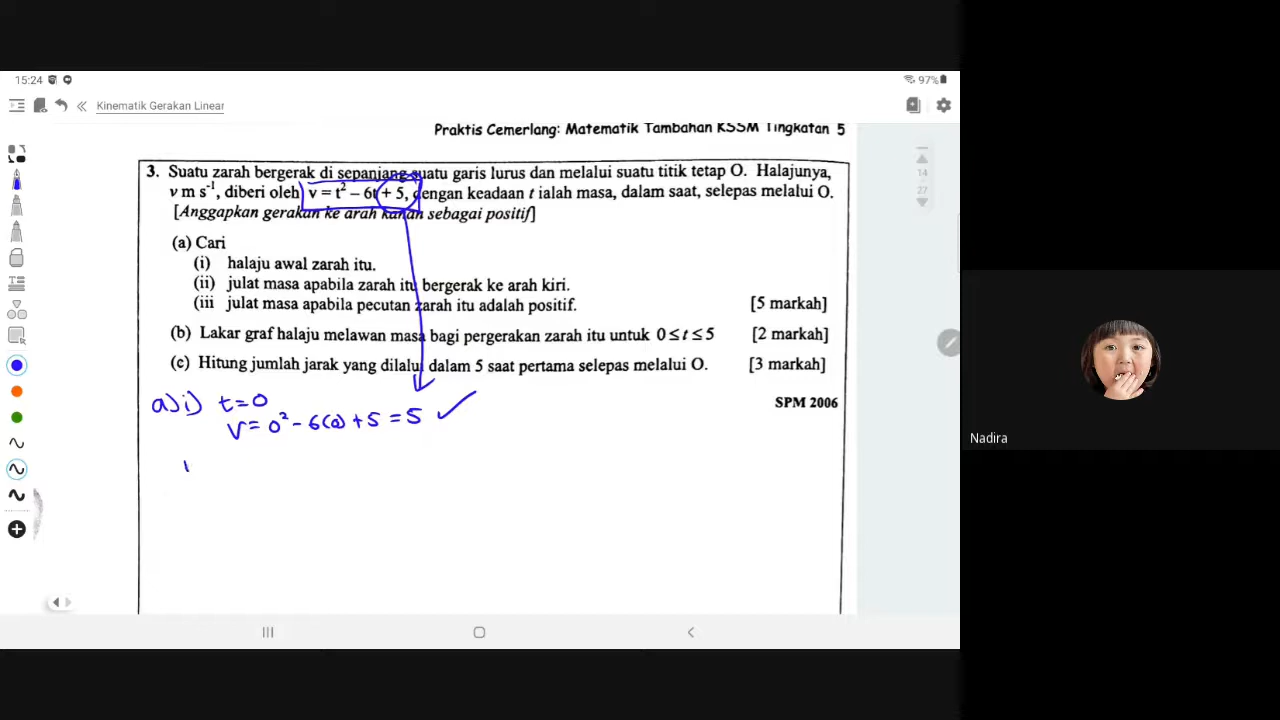 15:24
97%
Kinematik Gerakan Linear
Praktis Cemerlang: Matematik Tambahan KSSM Tingkatan 5
14
27
3. Suatu zarah bergerak di sepanjang suatu garis lurus dan melalui suatu titik tetap O. Halajunya,
v m s⁻¹, diberi oleh v = t² – 6t + 5, dengan keadaan t ialah masa, dalam saat, selepas melalui O.
[Anggapkan gerakan ke arah kanan sebagai positif]
(a) Cari
(i) halaju awal zarah itu.
(ii) julat masa apabila zarah itu bergerak ke arah kiri.
(iii julat masa apabila pecutan zarah itu adalah positif. [5 markah]
(b) Lakar graf halaju melawan masa bagi pergerakan zarah itu untuk 0 ≤ t ≤ 5 [2 markah]
(c) Hitung jumlah jarak yang dilalui dalam 5 saat pertama selepas melalui O. [3 markah]
SPM 2006
a) i) t=0
V = 0² - 6(0) + 5 = 5 ✓
Nadira